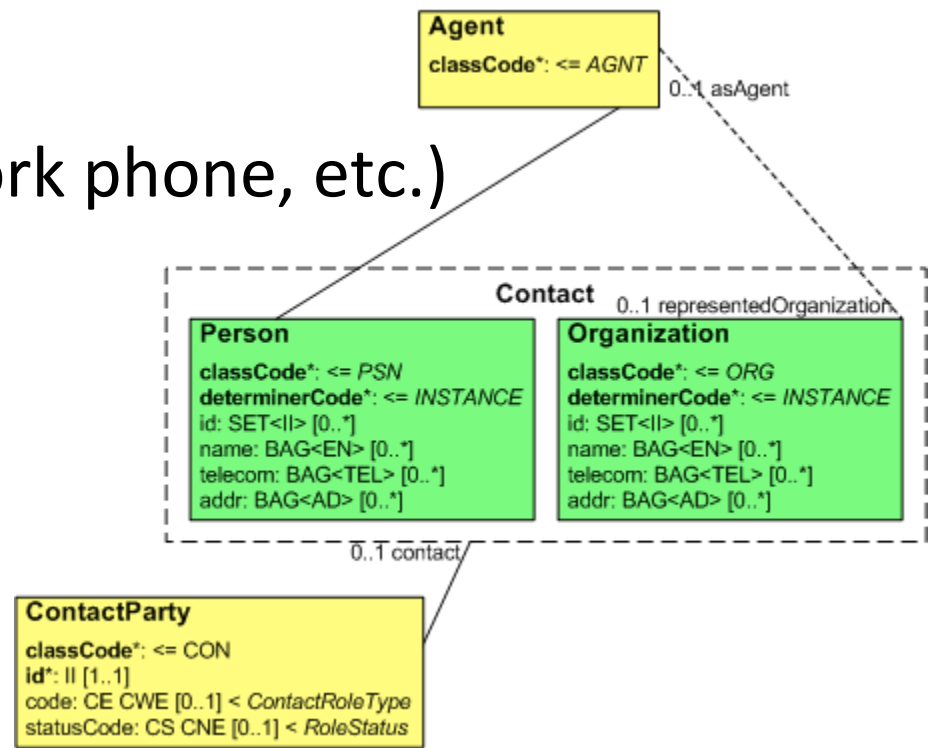 Agent
classCode*: <= AGNT
0..1 asAgent
ork phone, etc.)
Contact
0..1 representedOrganization
Person
classCode*: <= PSN
determinerCode*: <= INSTANCE
id: SET<II> [0..*]
name: BAG<EN> [0..*]
telecom: BAG<TEL> [0..*]
addr: BAG<AD> [0..*]
Organization
classCode*: <= ORG
determinerCode*: <= INSTANCE
id: SET<II> [0..*]
name: BAG<EN> [0..*]
telecom: BAG<TEL> [0..*]
addr: BAG<AD> [0..*]
0..1 contact
ContactParty
classCode*: <= CON
id*: II [1..1]
code: CE CWE [0..1] < ContactRoleType
statusCode: CS CNE [0..1] < RoleStatus